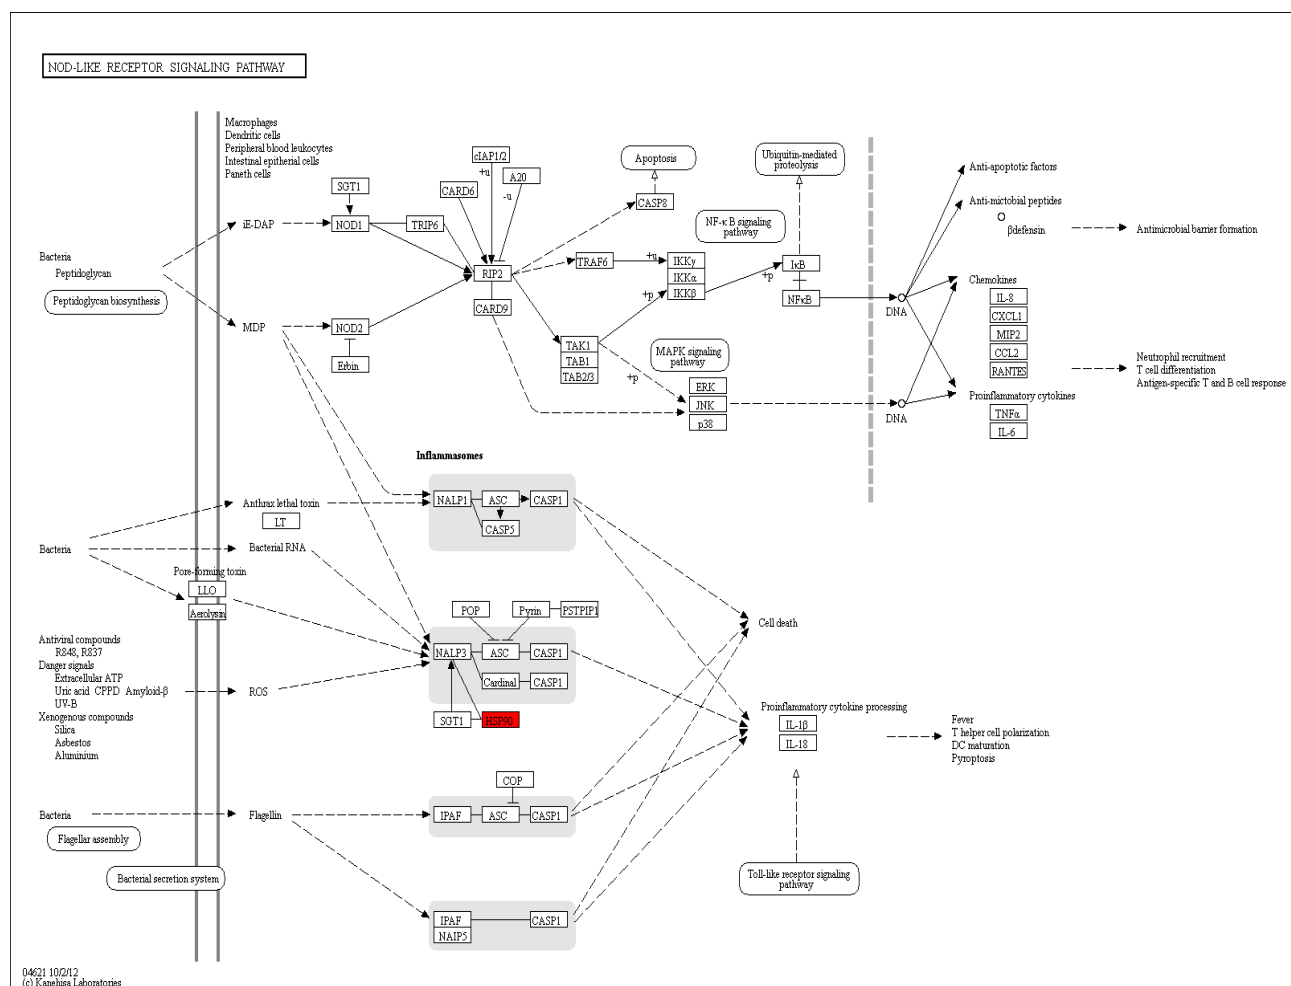 NOD-LIKE RECEPTOR SIGNALING PATHWAY
Macrophages
Dendritic cells
Peripheral blood leukocytes
Intestinal epitherial cells
Paneth cells
SGT1
iE-DAP
NOD1
TRIP6
CARD6
cIAP1/2
+u
A20
-u
Apoptosis
CASP8
Ubiquitin-mediated
proteolysis
NF-κ B signaling
pathway
Bacteria
Peptidoglycan
Peptidoglycan biosynthesis
MDP
NOD2
Erbin
RIP2
CARD9
TRAF6
+u
IKKγ
IKKα
IKKβ
+p
+p
IκB
NFκB
TAK1
TAB1
TAB2/3
+p
MAPK signaling
pathway
ERK
JNK
p38
DNA
DNA
Anti-apoptotic factors
Anti-mictobial peptides
βdefensin
Antimicrobial barrier formation
Chemokines
IL-8
CXCL1
MIP2
CCL2
RANTES
Neutrophil recruitment
T cell differentiation
Antigen-specific T and B cell response
Proinflammatory cytokines
TNFα
IL-6
Inflammasomes
Anthrax lethal toxin
LT
NALP1
ASC
CASP1
CASP5
Bacteria
Bacterial RNA
Pore-forming toxin
LLO
Aerolysin
POP
Pyrin
PSTPIP1
NALP3
ASC
CASP1
Cardinal
CASP1
SGT1
HSP90
Antiviral compounds
R848, R837
Danger signals
Extracellular ATP
Uric acid CPPD Amyloid-β
UV-B
Xenogenous compounds
Silica
Asbestos
Aluminium
ROS
Cell death
Proinflammatory cytokine processing
IL-1β
IL-18
Fever
T helper cell polarization
DC maturation
Pyroptosis
COP
Bacteria
Flagellin
IPAF
ASC
CASP1
Flagellar assembly
Bacterial secretion system
Toll-like receptor signaling
pathway
IPAF
NAIP5
CASP1
04621 10/2/12
(c) Kanehisa Laboratories